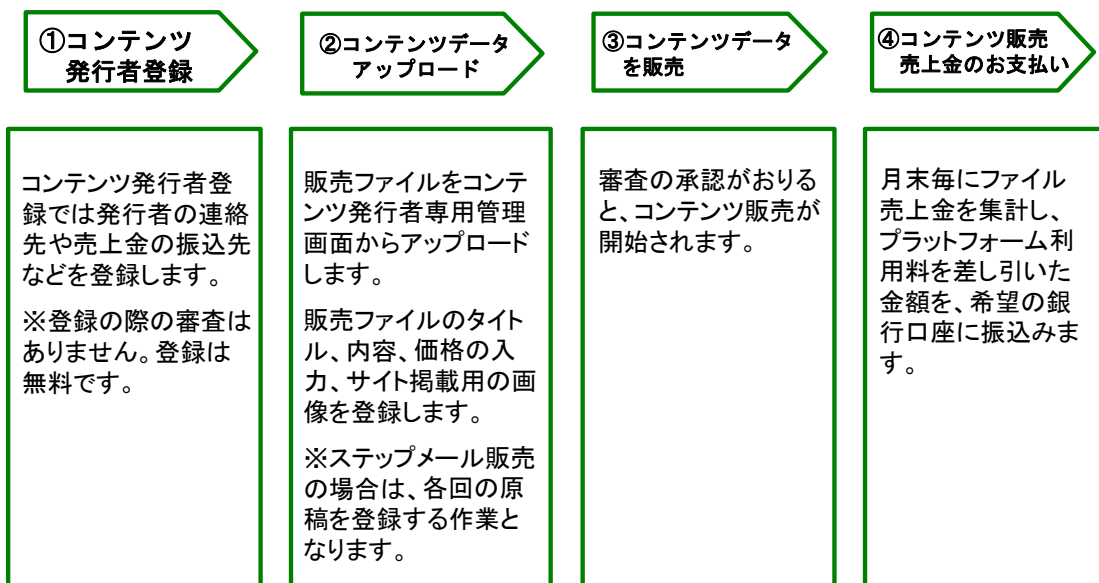 ①コンテンツ
発行者登録
②コンテンツデータ
アップロード
③コンテンツデータ
を販売
④コンテンツ販売
売上金のお支払い
コンテンツ発行者登
録では発行者の連絡
先や売上金の振込先
などを登録します。
※登録の際の審査は
ありません。登録は
無料です。
販売ファイルをコンテ
ンツ発行者専用管理
画面からアップロード
します。
販売ファイルのタイト
ル、内容、価格の入
力、サイト掲載用の画
像を登録します。
※ステップメール販売
の場合は、各回の原
稿を登録する作業と
なります。
審査の承認がおりる
と、コンテンツ販売が
開始されます。
月末毎にファイル
売上金を集計し、
プラットフォーム利
用料を差し引いた
金額を、希望の銀
行口座に振込みま
す。